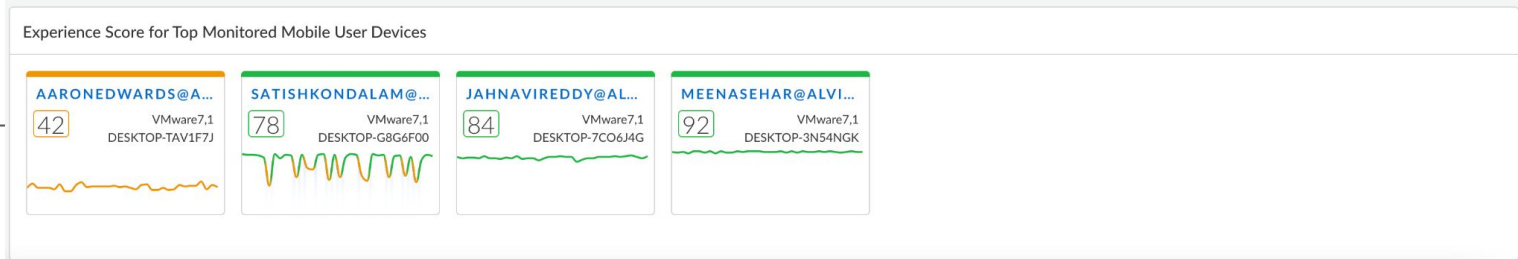 Experience Score for Top Monitored Mobile User Devices
AARONEDWARDS@A...
42
VMware7,1
DESKTOP-TAV1F7J
SATISHKONDALAM@...
78
VMware7,1
DESKTOP-G8G6F00
JAHNAVIREDDY@AL...
84
VMware7,1
DESKTOP-7CO6J4G
MEENASEHAR@ALVI...
92
VMware7,1
DESKTOP-3N54NGK